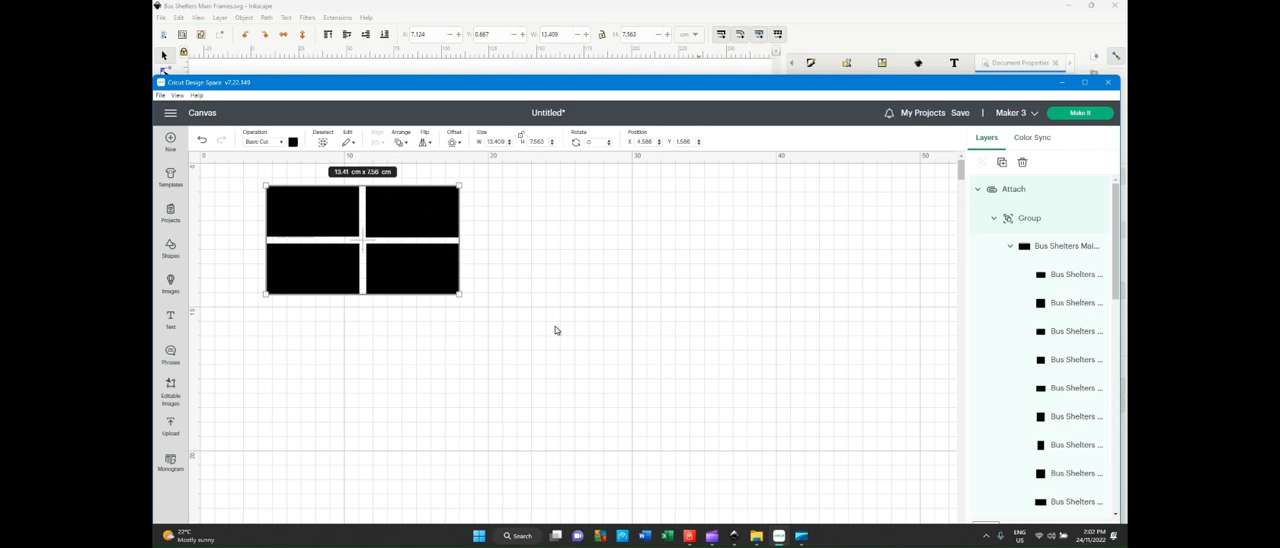 Bus Shelters Main Frames.svg - Inkscape
File Edit View Layer Object Path Text Filters Extensions Help
X: 7.124 Y: 0.667 W: 13.409 H: 7.563 cm
Document Properties
Cricut Design Space v7.22.149
File View Help
Canvas
Untitled*
My Projects Save
Maker 3
Make It
Operation
Basic Cut
Deselect Edit Align Arrange Flip Offset
Size
W 13.409 H 7.563
Rotate
0
Position
X 4.588 Y 1.586
Layers
Color Sync
New
Templates
Projects
Shapes
Images
Text
Phrases
Editable
Images
Upload
Monogram
0 10 20 30 40 50
13.41 cm x 7.56 cm
Attach
Group
Bus Shelters Mai...
Bus Shelters ...
Bus Shelters ...
Bus Shelters ...
Bus Shelters ...
Bus Shelters ...
Bus Shelters ...
Bus Shelters ...
Bus Shelters ...
Bus Shelters ...
22°C
Mostly sunny
Search
ENG
US
2:02 PM
24/11/2022